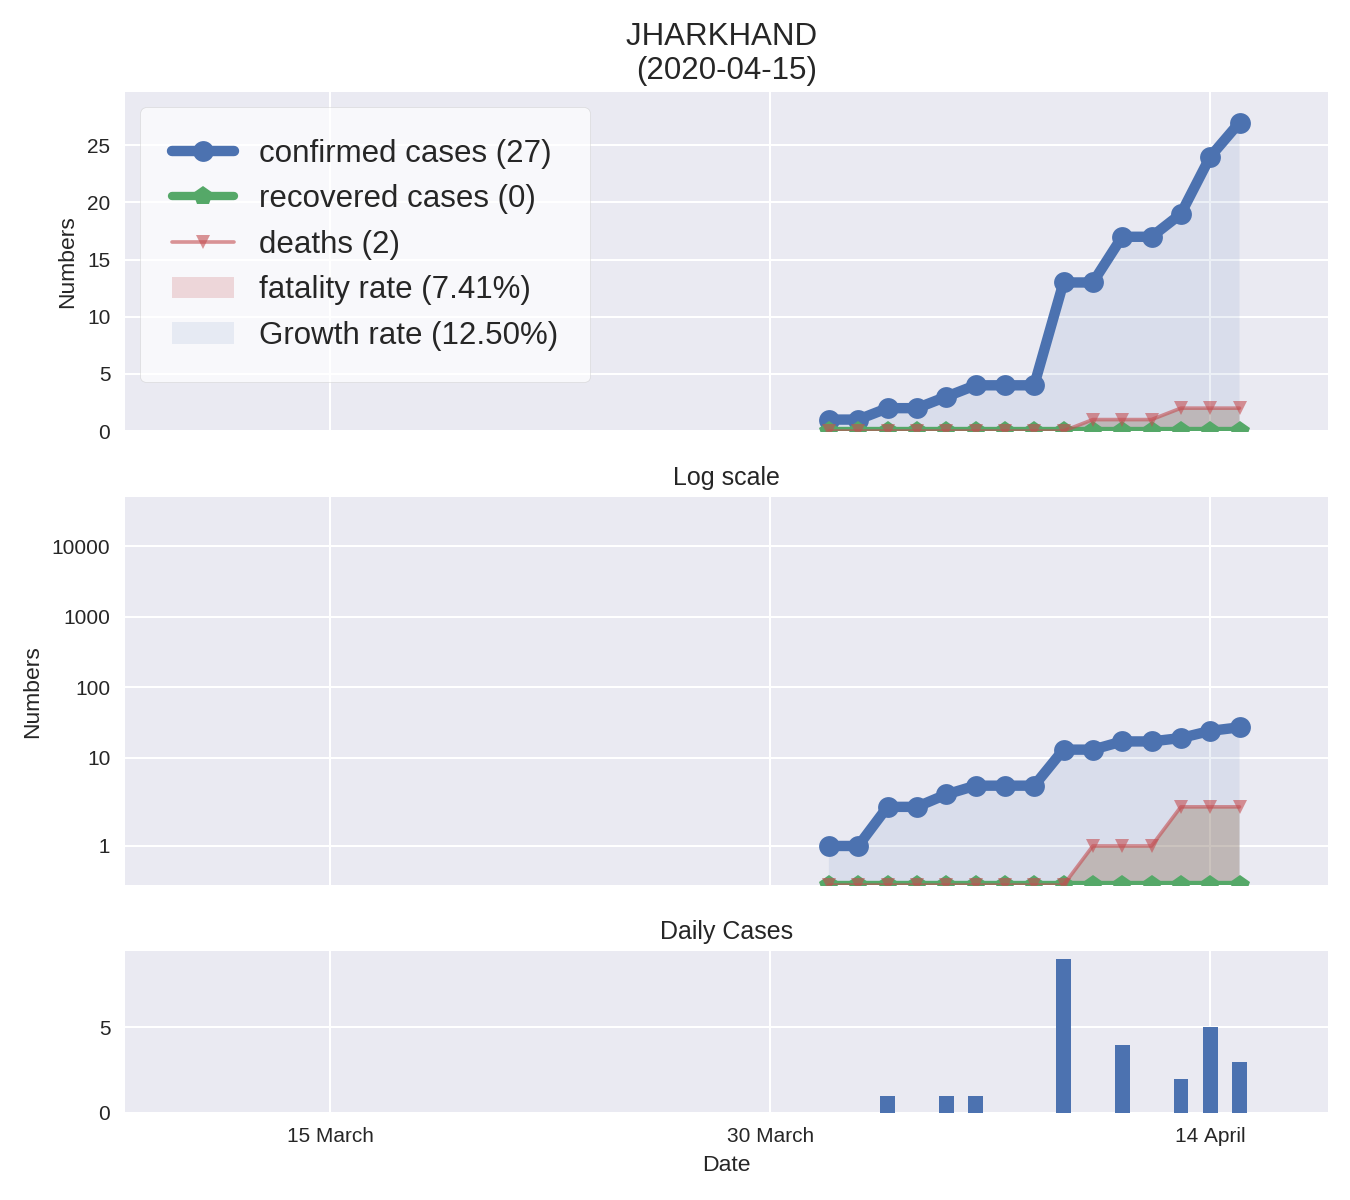 JHARKHAND
(2020-04-15)
confirmed cases (27)
recovered cases (0)
deaths (2)
fatality rate (7.41%)
Growth rate (12.50%)
Numbers
25
20
15
10
5
0
Log scale
Numbers
10000
1000
100
10
1
Daily Cases
5
0
15 March
30 March
14 April
Date